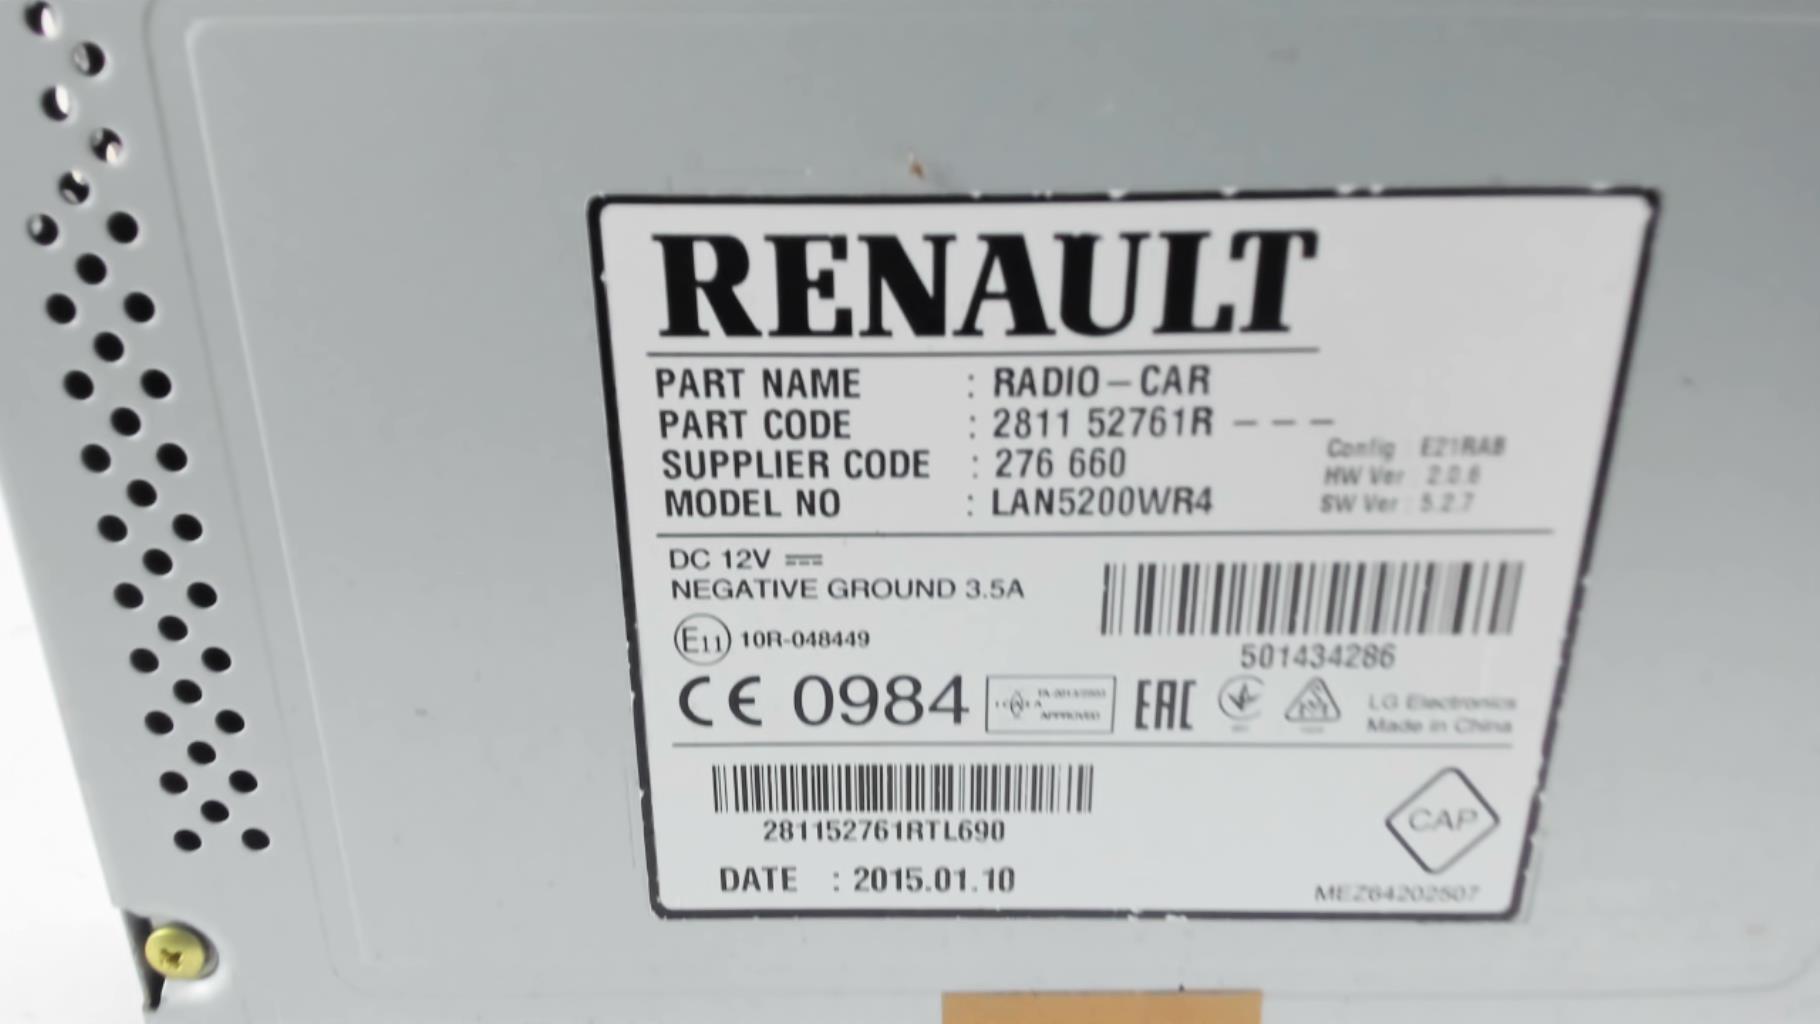 RENAULT
PART NAME : RADIO-CAR
PART CODE : 2811 52761R ---
SUPPLIER CODE : 276 660
MODEL NO : LAN5200WR4
Config : E21RAB
HW Ver : 2.0.6
SW Ver : 5.2.7
DC 12V
NEGATIVE GROUND 3.5A
E11 10R-048449
501434286
CE 0984
APPROVED
EAC
LG Electronics
Made in China
281152761RTL690
CAP
DATE : 2015.01.10
MEZ64202507